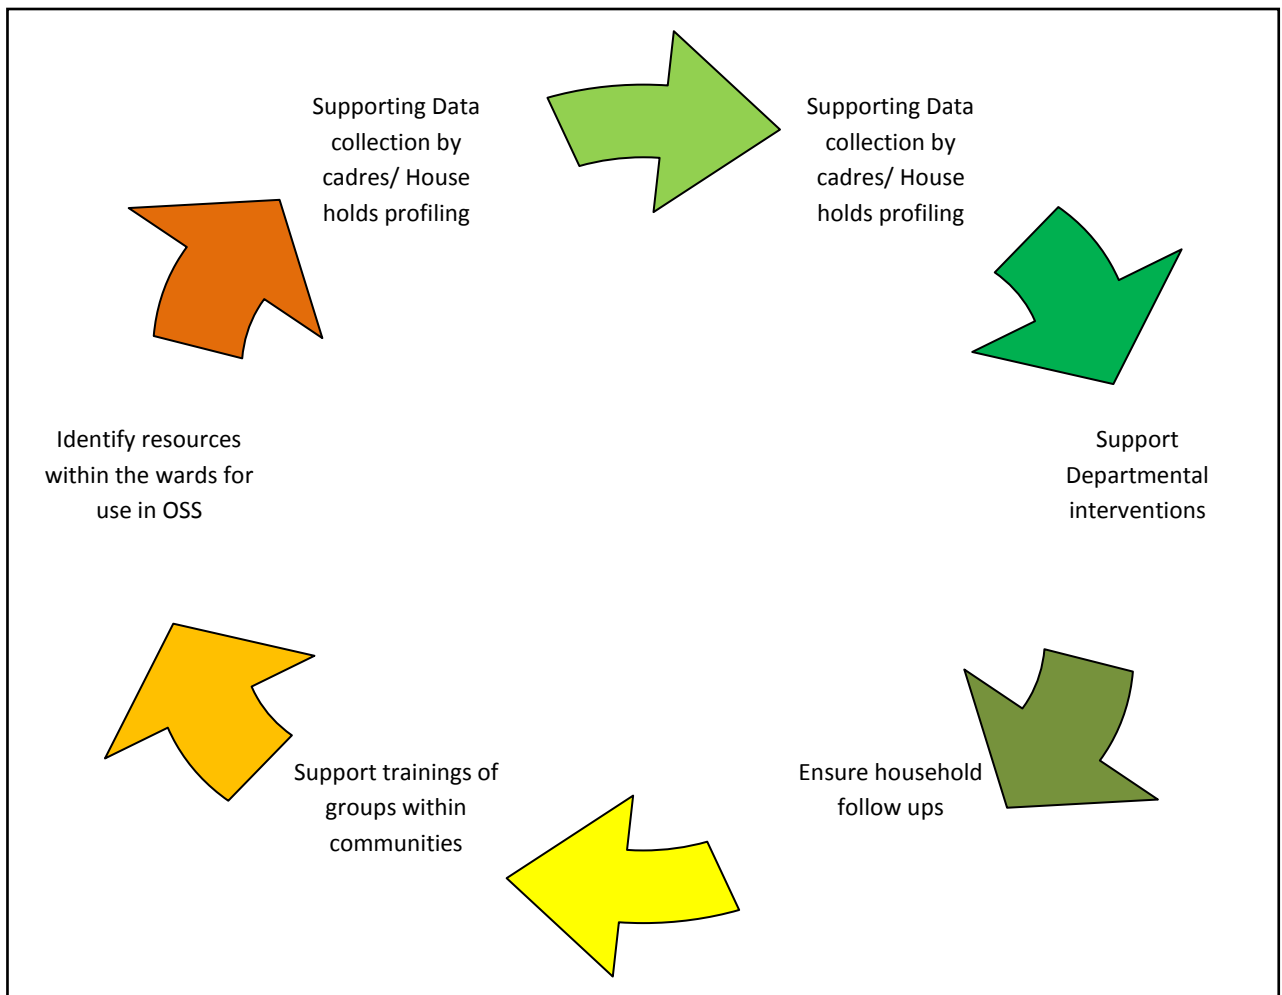 Supporting Data
collection by
cadres/ House
holds profiling
Supporting Data
collection by
cadres/ House
holds profiling
Support
Departmental
interventions
Ensure household
follow ups
Support trainings of
groups within
communities
Identify resources
within the wards for
use in OSS